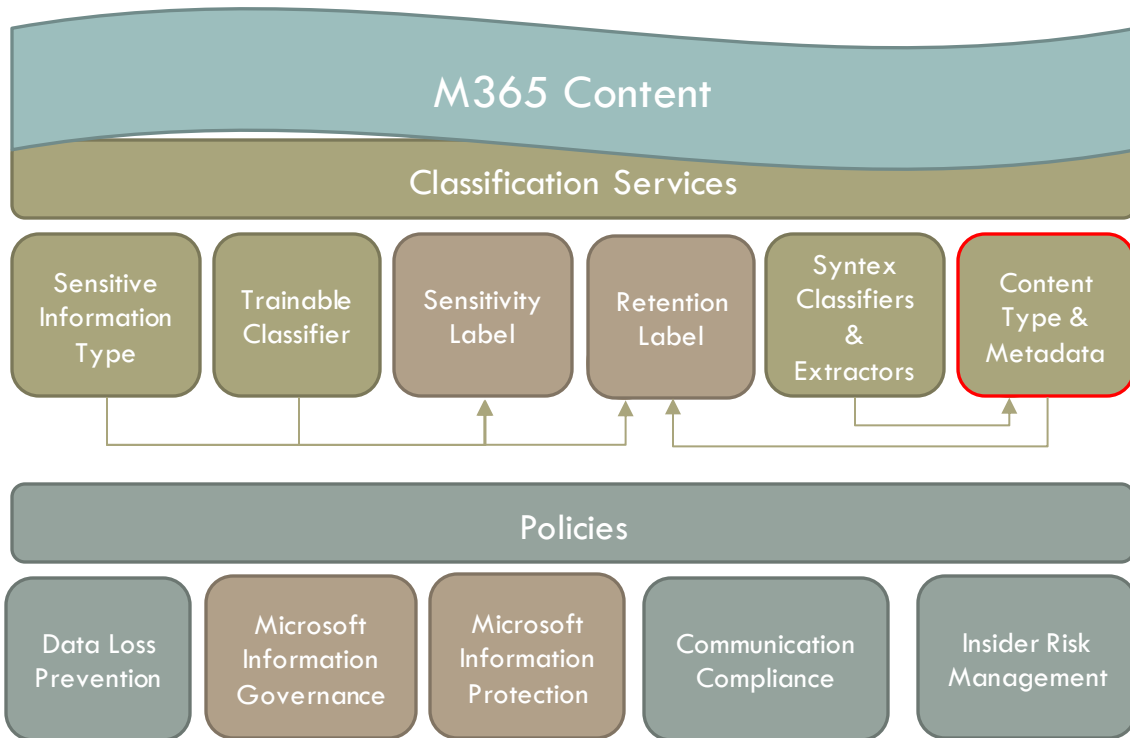 M365 Content
Classification Services
Sensitive
Information
Type
Trainable
Classifier
Sensitivity
Label
Retention
Label
Syntex
Classifiers
&
Extractors
Content
Type &
Metadata
Policies
Data Loss
Prevention
Microsoft
Information
Governance
Microsoft
Information
Protection
Communication
Compliance
Insider Risk
Management